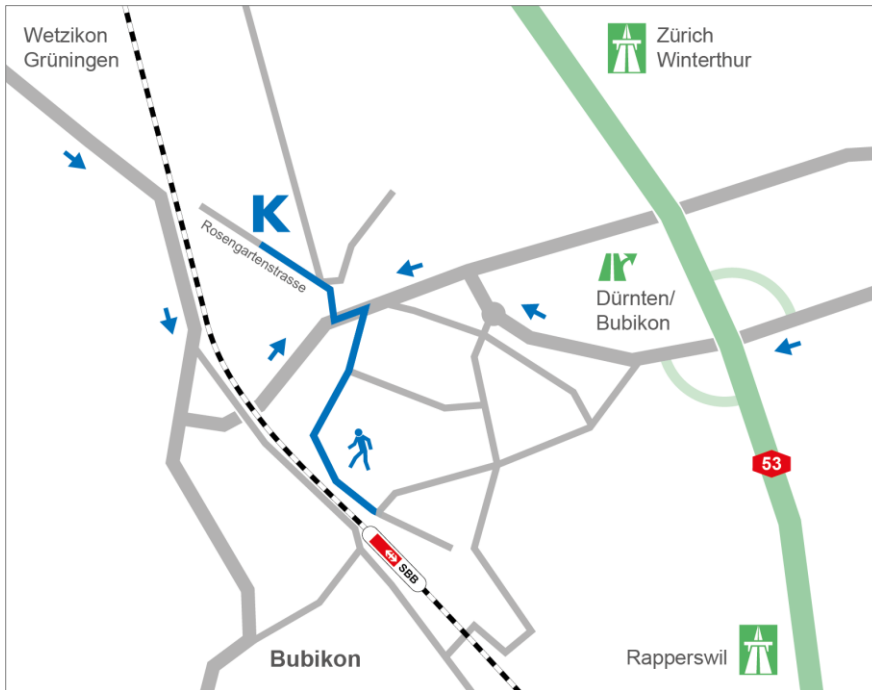 Wetzikon
Grüningen
Zürich
Winterthur
K
Rosengartenstrasse
Dürnten/
Bubikon
53
SBB
Bubikon
Rapperswil